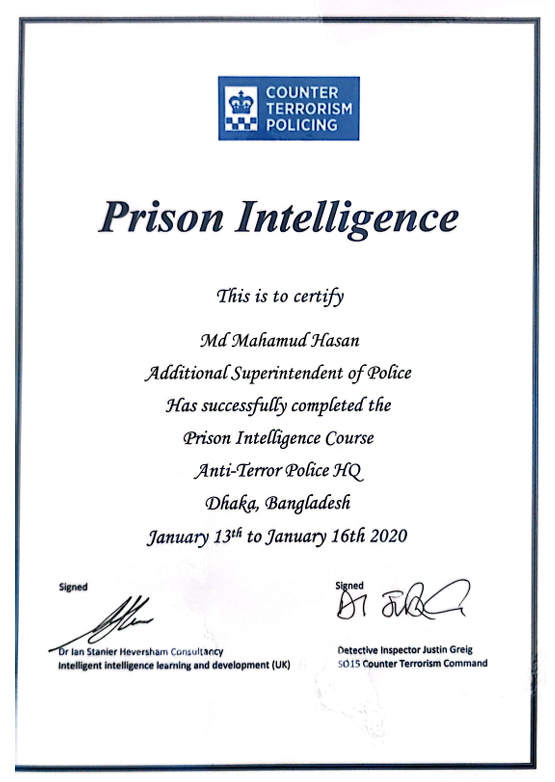 COUNTER
TERRORISM
POLICING
Prison Intelligence
This is to certify
Md Mahamud Hasan
Additional Superintendent of Police
Has successfully completed the
Prison Intelligence Course
Anti-Terror Police HQ
Dhaka, Bangladesh
January 13th to January 16th 2020
Signed
Dr Ian Stanier Heversham Consultancy
Intelligent intelligence learning and development (UK)
Signed
Detective Inspector Justin Greig
SO15 Counter Terrorism Command